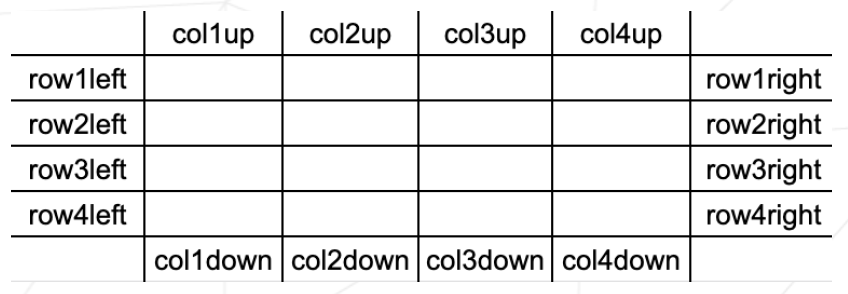 col1up col2up col3up col4up
row1left row1right
row2left row2right
row3left row3right
row4left row4right
col1down col2down col3down col4down